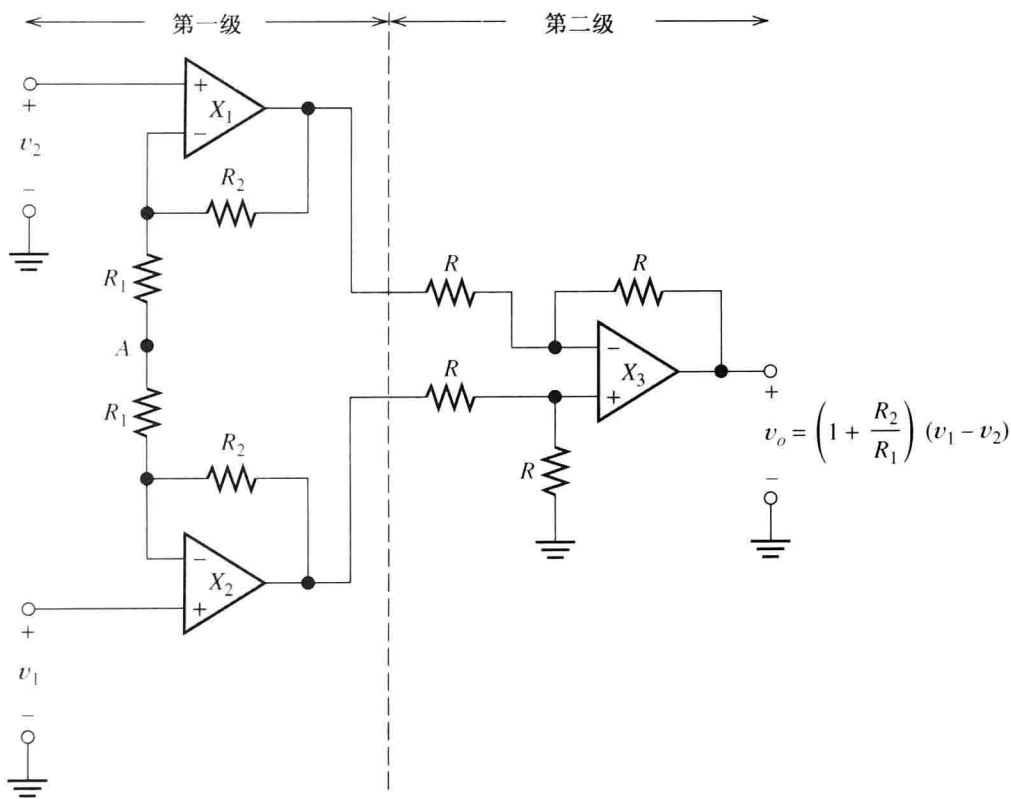 第一级 第二级
+
X₁
−
+
v₂
−
R₂
R₁
A
R₁
R₂
−
X₂
+
+
v₁
−
R
R
−
X₃
+
R
R
+
v_o = (1 + R₂/R₁) (v₁ − v₂)
−